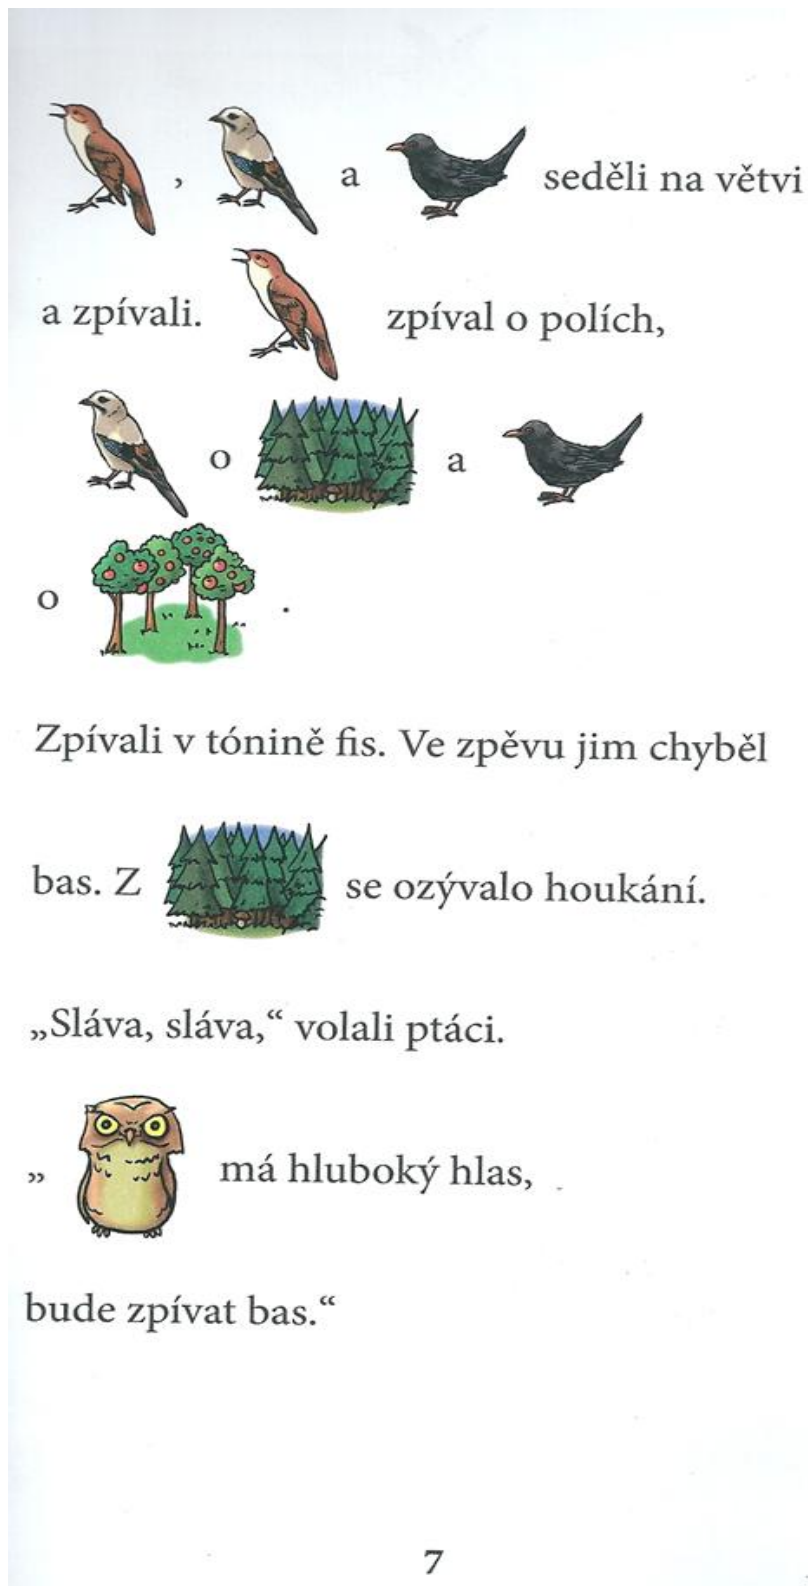 , a seděli na větvi
a zpívali. zpíval o polích,
o a
o .
Zpívali v tónině fis. Ve zpěvu jim chyběl
bas. Z se ozývalo houkání.
„Sláva, sláva,“ volali ptáci.
„ má hluboký hlas,
bude zpívat bas.“
7